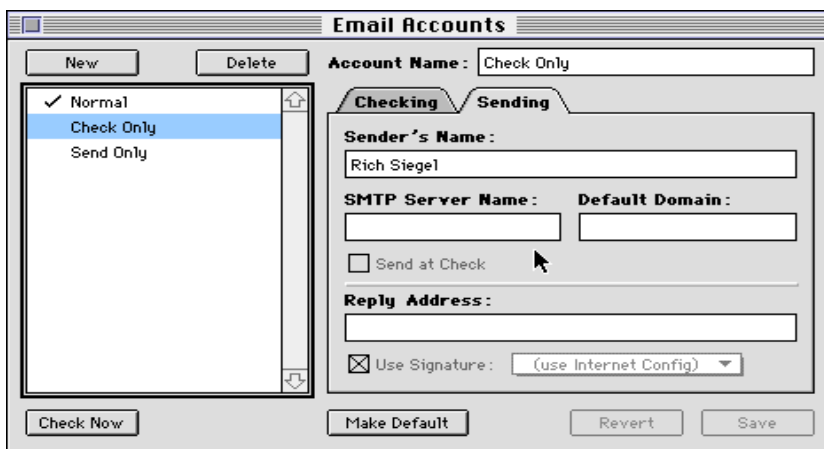 Email Accounts
New
Delete
Account Name:
Check Only
Normal
Check Only
Send Only
Checking
Sending
Sender's Name:
Rich Siegel
SMTP Server Name:
Default Domain:
Send at Check
Reply Address:
Use Signature:
(use Internet Config)
Check Now
Make Default
Revert
Save